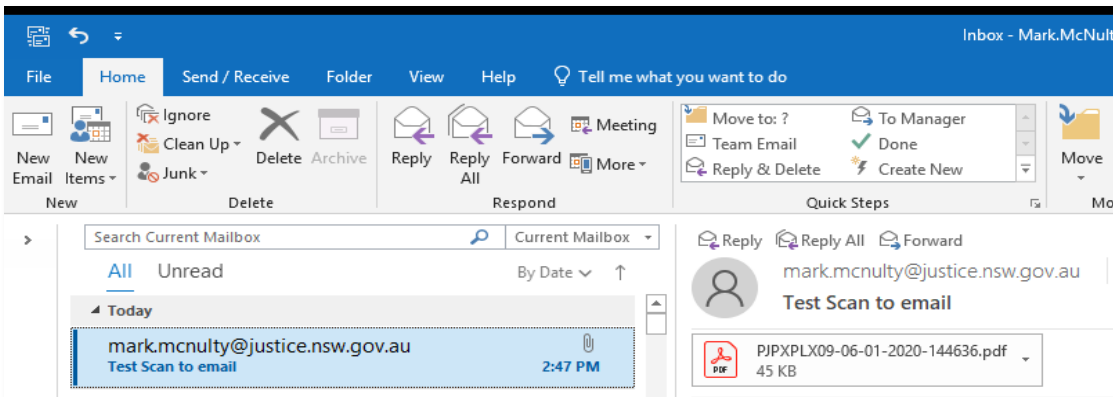 Inbox - Mark.McNult
File Home Send / Receive Folder View Help Tell me what you want to do
New Email
New Items
Ignore
Clean Up
Junk
Delete
Archive
Reply
Reply All
Forward
Meeting
More
Move to: ?
Team Email
Reply & Delete
To Manager
Done
Create New
Move
New Delete Respond Quick Steps Mo
Search Current Mailbox Current Mailbox
All Unread By Date
Today
mark.mcnulty@justice.nsw.gov.au
Test Scan to email 2:47 PM
Reply Reply All Forward
mark.mcnulty@justice.nsw.gov.au
Test Scan to email
PDF
PJPXPLX09-06-01-2020-144636.pdf
45 KB